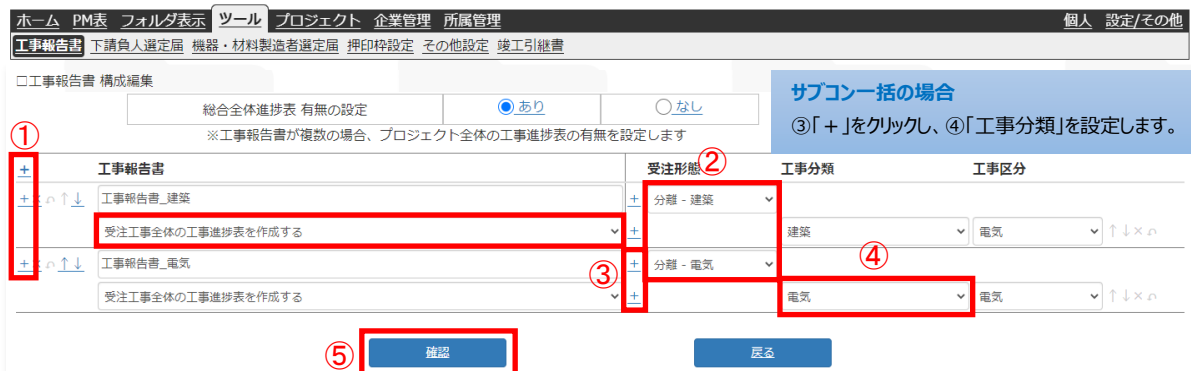 ホーム PM表 フォルダ表示 ツール プロジェクト 企業管理 所属管理 個人 設定/その他
工事報告書 下請負人選定届 機器・材料製造者選定届 押印枠設定 その他設定 竣工引継書
□工事報告書 構成編集
総合全体進捗表 有無の設定 あり なし
※工事報告書が複数の場合、プロジェクト全体の工事進捗表の有無を設定します
サブコン一括の場合
③「+」をクリックし、④「工事分類」を設定します。
① ②
+ 工事報告書 受注形態 工事分類 工事区分
+ × ↑ ↓ 工事報告書_建築 + 分離 - 建築
受注工事全体の工事進捗表を作成する + 建築 電気 ↑ ↓ ×
+ × ↑ ↓ 工事報告書_電気 ③ + 分離 - 電気 ④
受注工事全体の工事進捗表を作成する + 電気 電気 ↑ ↓ ×
⑤ 確認 戻る